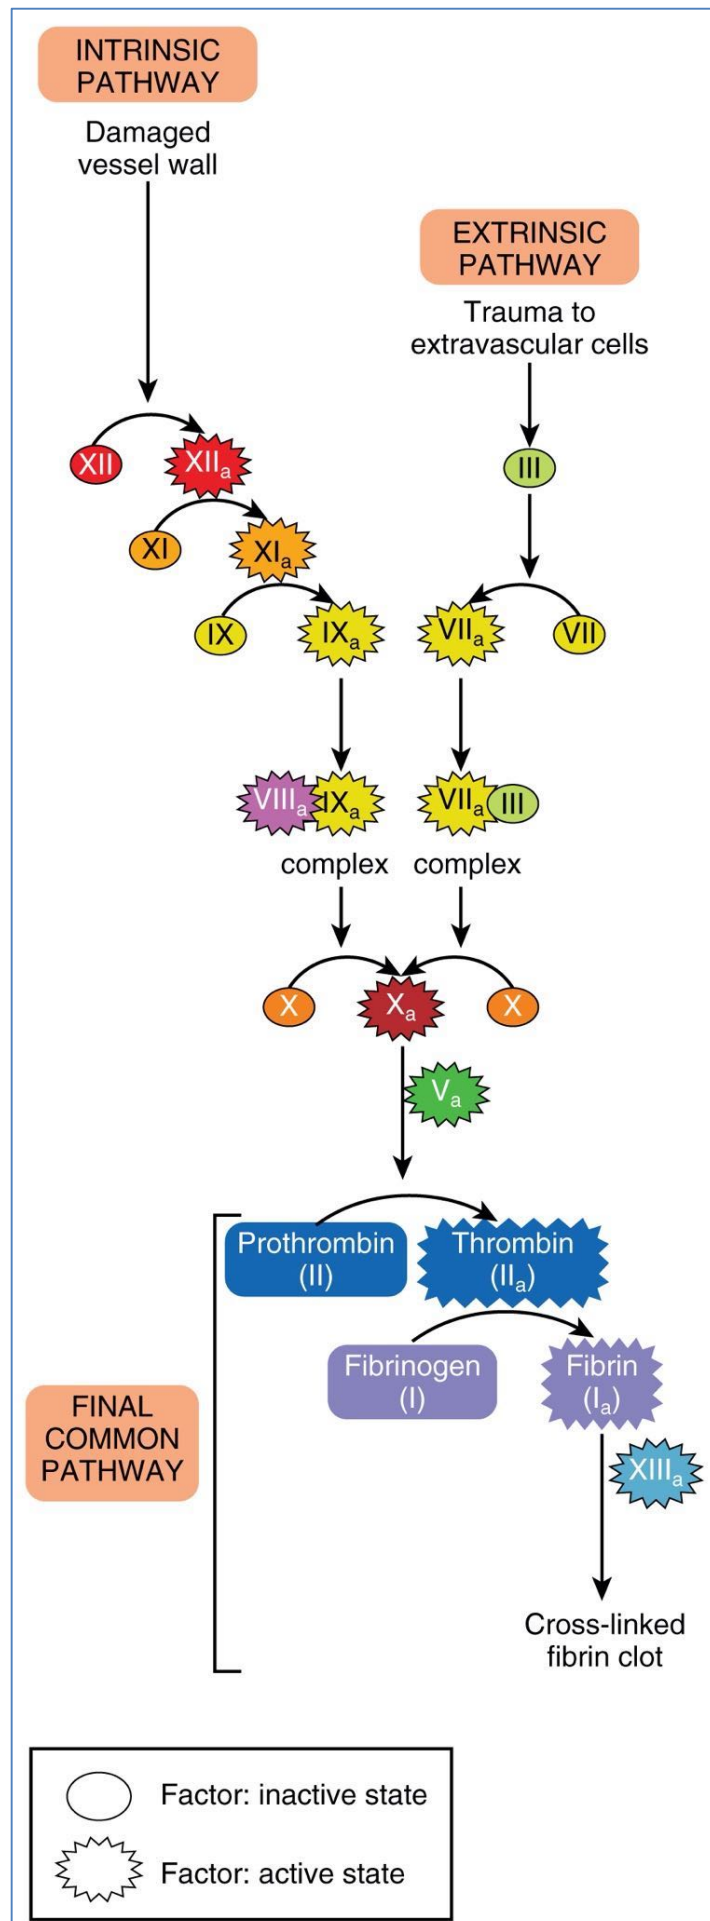 INTRINSIC
PATHWAY
Damaged
vessel wall
EXTRINSIC
PATHWAY
Trauma to
extravascular cells
XII
XIIa
III
XI
XIa
IX
IXa
VIIa
VII
VIIIa
IXa
VIIa
III
complex
complex
X
Xa
X
Va
Prothrombin
(II)
Thrombin
(IIa)
Fibrinogen
(I)
Fibrin
(Ia)
FINAL
COMMON
PATHWAY
XIIIa
Cross-linked
fibrin clot
Factor: inactive state
Factor: active state